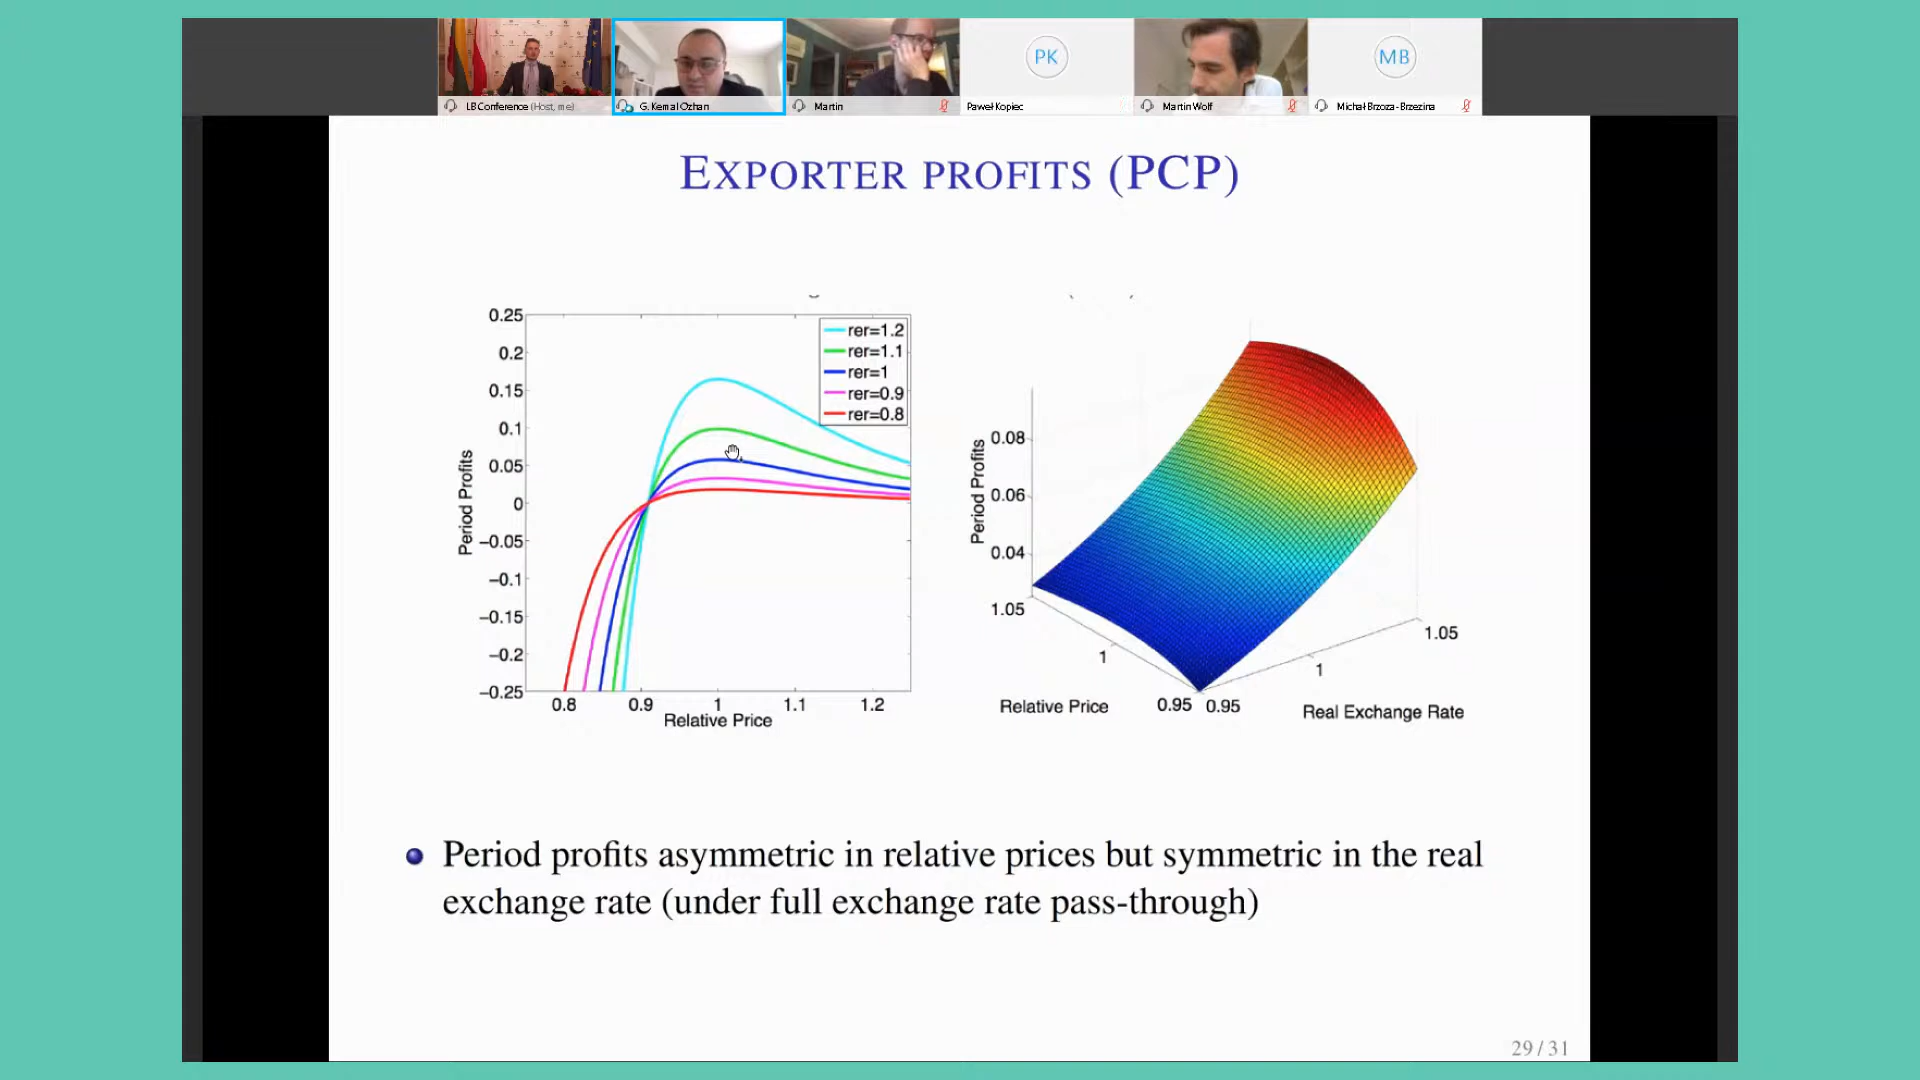 LB Conference (Host, me)
G. Kemal Ozhan
Martin
PK
Paweł Kopiec
Martin Wolf
MB
Michał Brzoza-Brzezina
EXPORTER PROFITS (PCP)
0.25
0.2
0.15
0.1
0.05
0
−0.05
−0.1
−0.15
−0.2
−0.25
Period Profits
0.8
0.9
1
1.1
1.2
Relative Price
rer=1.2
rer=1.1
rer=1
rer=0.9
rer=0.8
Period Profits
0.08
0.06
0.04
1.05
1
0.95
Relative Price
0.95
1
1.05
Real Exchange Rate
Period profits asymmetric in relative prices but symmetric in the real
exchange rate (under full exchange rate pass-through)
29 / 31